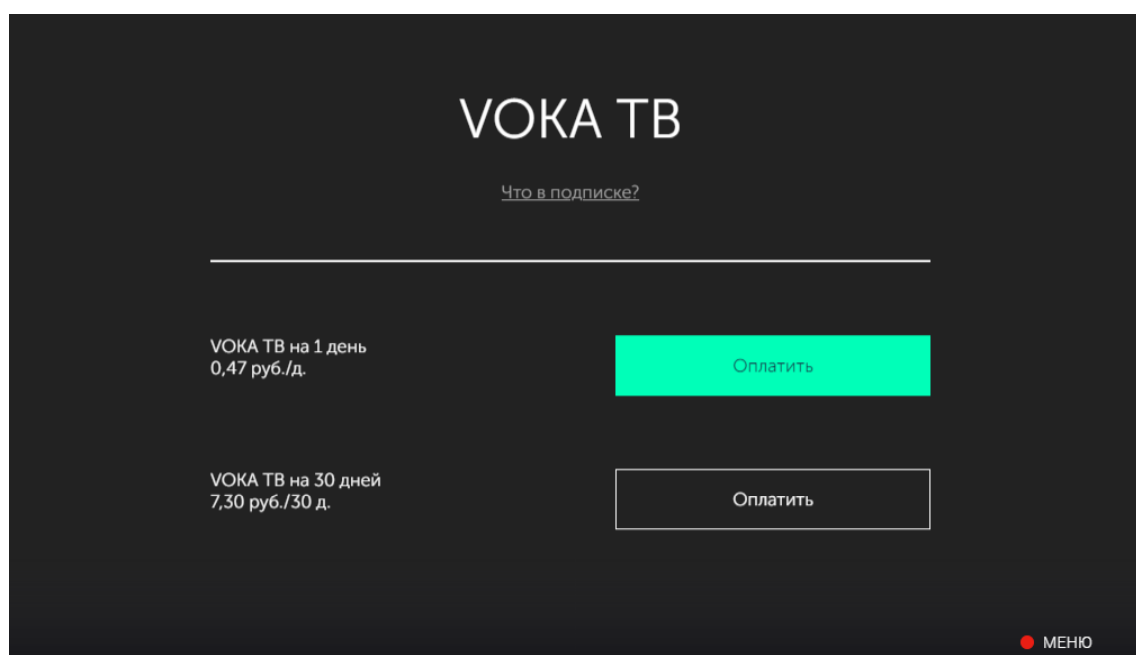 VOKA ТВ
Что в подписке?
VOKA ТВ на 1 день
0,47 руб./д.
Оплатить
VOKA ТВ на 30 дней
7,30 руб./30 д.
Оплатить
МЕНЮ